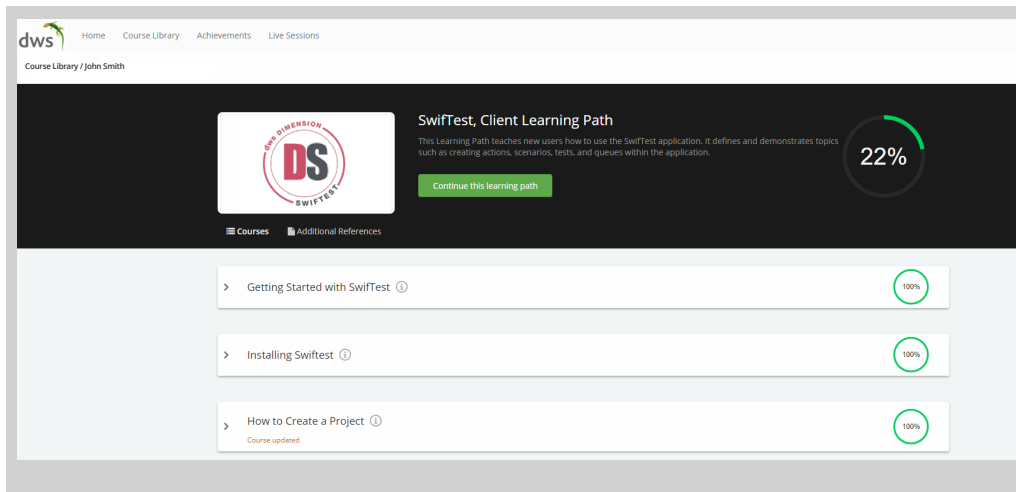 dws
Home Course Library Achievements Live Sessions
Course Library / John Smith
dws DIMENSION
DS
SWIFTEST
SwifTest, Client Learning Path
This Learning Path teaches new users how to use the SwifTest application. It defines and demonstrates topics
such as creating actions, scenarios, tests, and queues within the application.
22%
Continue this learning path
Courses Additional References
Getting Started with SwifTest
100%
Installing Swiftest
100%
How to Create a Project
Course updated
100%